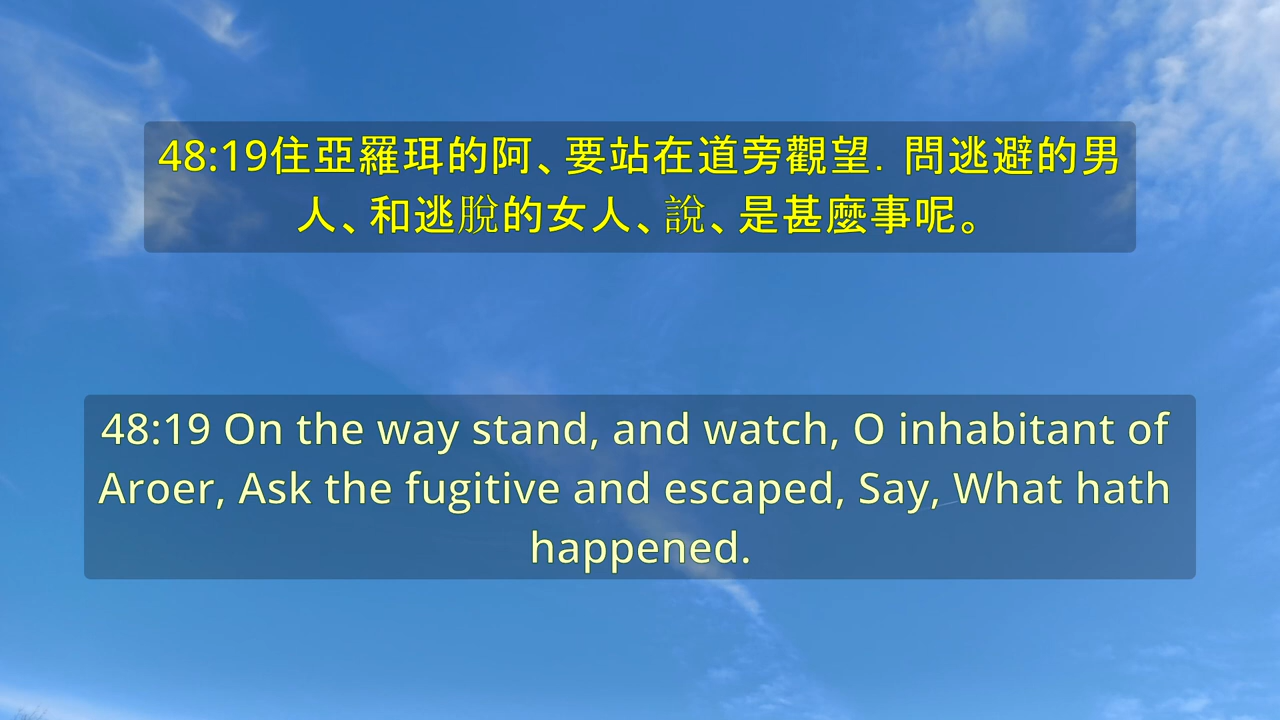 48:19住亞羅珥的阿、要站在道旁觀望．問逃避的男
人、和逃脫的女人、說、是甚麼事呢。
48:19 On the way stand, and watch, O inhabitant of
Aroer, Ask the fugitive and escaped, Say, What hath
happened.